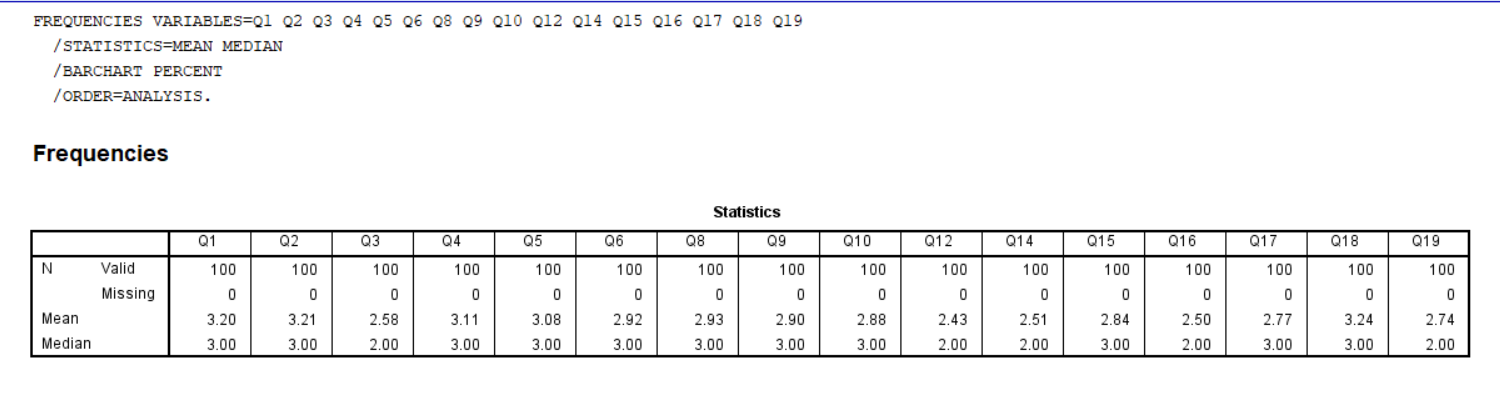 FREQUENCIES VARIABLES=Q1 Q2 Q3 Q4 Q5 Q6 Q8 Q9 Q10 Q12 Q14 Q15 Q16 Q17 Q18 Q19
/STATISTICS=MEAN MEDIAN
/BARCHART PERCENT
/ORDER=ANALYSIS.
Frequencies
Statistics
Q1 Q2 Q3 Q4 Q5 Q6 Q8 Q9 Q10 Q12 Q14 Q15 Q16 Q17 Q18 Q19
N Valid 100 100 100 100 100 100 100 100 100 100 100 100 100 100 100 100
Missing 0 0 0 0 0 0 0 0 0 0 0 0 0 0 0 0
Mean 3.20 3.21 2.58 3.11 3.08 2.92 2.93 2.90 2.88 2.43 2.51 2.84 2.50 2.77 3.24 2.74
Median 3.00 3.00 2.00 3.00 3.00 3.00 3.00 3.00 3.00 2.00 2.00 3.00 2.00 3.00 3.00 2.00